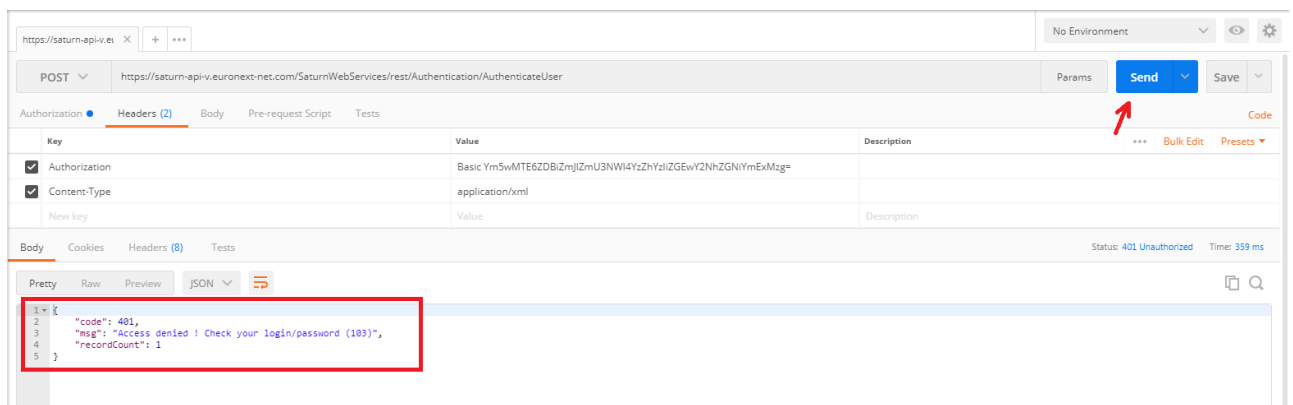 https://saturn-api-v.eu × + •••
No Environment
POST https://saturn-api-v.euronext-net.com/SaturnWebServices/rest/Authentication/AuthenticateUser Params Send Save
Authorization Headers (2) Body Pre-request Script Tests Code
Key Value Description ••• Bulk Edit Presets
Authorization Basic Ym5wMTE6ZDBiZmJlZmU3NWI4YzZhYzliZGEwY2NhZGNiYmExMzg=
Content-Type application/xml
New key Value Description
Body Cookies Headers (8) Tests Status: 401 Unauthorized Time: 359 ms
Pretty Raw Preview JSON
1 {
2 "code": 401,
3 "msg": "Access denied ! Check your login/password (103)",
4 "recordCount": 1
5 }